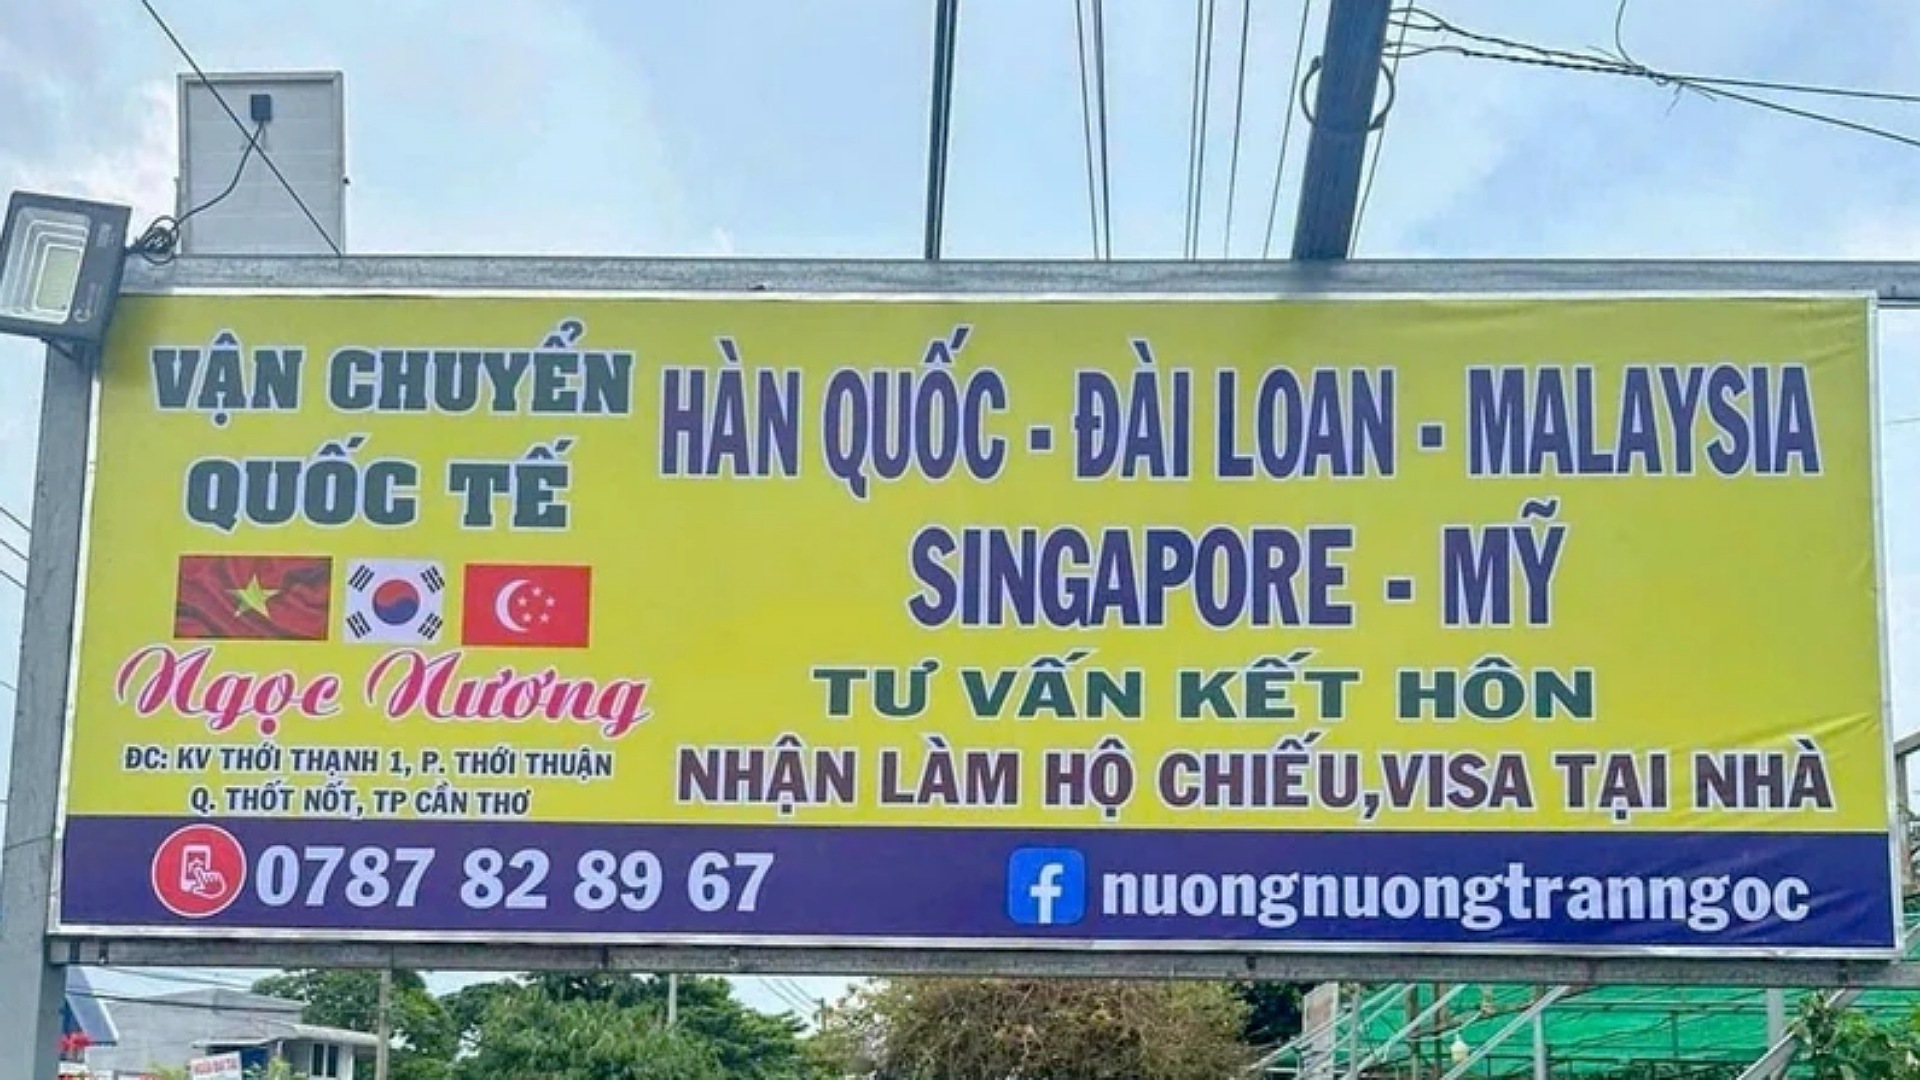 VẬN CHUYỂN
QUỐC TẾ
Ngọc Nương
ĐC: KV THỚI THẠNH 1, P. THỚI THUẬN
Q. THỐT NỐT, TP CẦN THƠ
HÀN QUỐC - ĐÀI LOAN - MALAYSIA
SINGAPORE - MỸ
TƯ VẤN KẾT HÔN
NHẬN LÀM HỘ CHIẾU,VISA TẠI NHÀ
0787 82 89 67
nuongnuongtranngoc